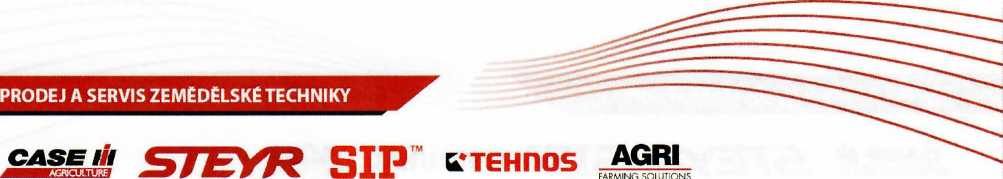 PRODEJ A SERVIS ZEMĚDĚLSKÉ TECHNIKY
CASE IH STEYR SIP™ TEHNOS AGRI
AGRICULTURE FARMING SOLUTIONS